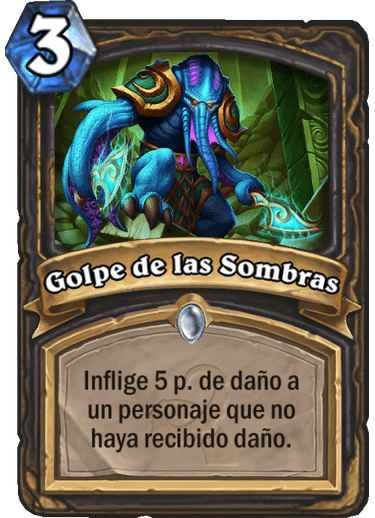 3
Golpe de las Sombras
Inflige 5 p. de daño a
un personaje que no
haya recibido daño.